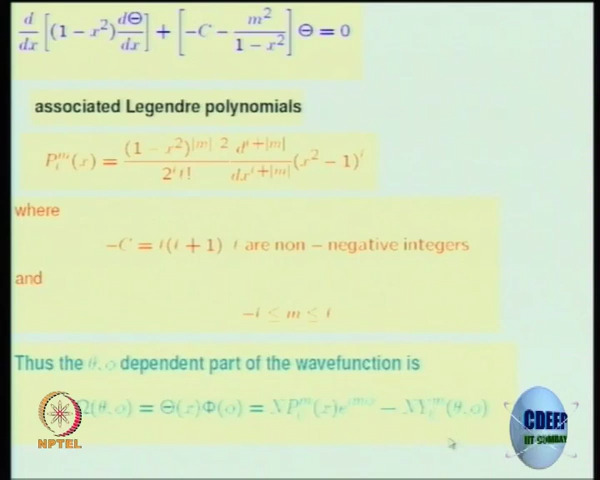 d/dx [(1 − x²) dΘ/dx] + [−C − m²/(1 − x²)] Θ = 0
associated Legendre polynomials
P_l^m(x) = (1 − x²)^{|m|/2} / (2^l l!) d^{l+|m|}/dx^{l+|m|} (x² − 1)^l
where
−C = l(l + 1) l are non − negative integers
and
−l ≤ m ≤ l
Thus the θ, φ dependent part of the wavefunction is
Ω(θ, φ) = Θ(x)Φ(φ) = NP_l^m(x)e^{imφ} − NY_l^m(θ, φ)
NPTEL
CDEEP
IIT-BOMBAY